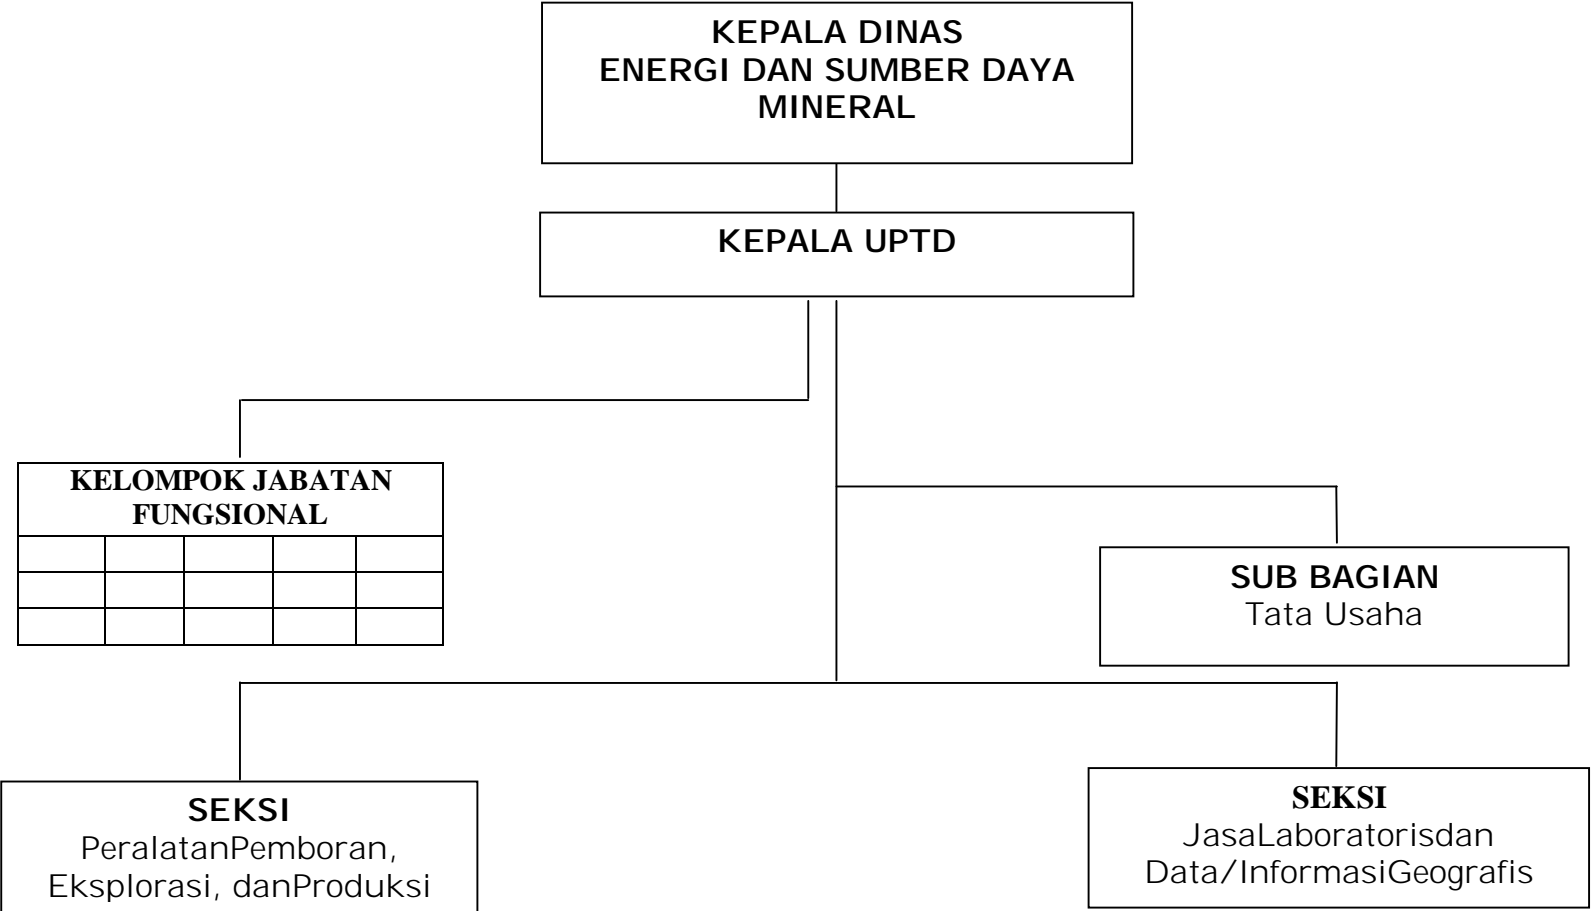 KEPALA DINAS
ENERGI DAN SUMBER DAYA
MINERAL
KEPALA UPTD
KELOMPOK JABATAN
FUNGSIONAL
SUB BAGIAN
Tata Usaha
SEKSI
PeralatanPemboran,
Eksplorasi, danProduksi
SEKSI
JasaLaboratorisdan
Data/InformasiGeografis